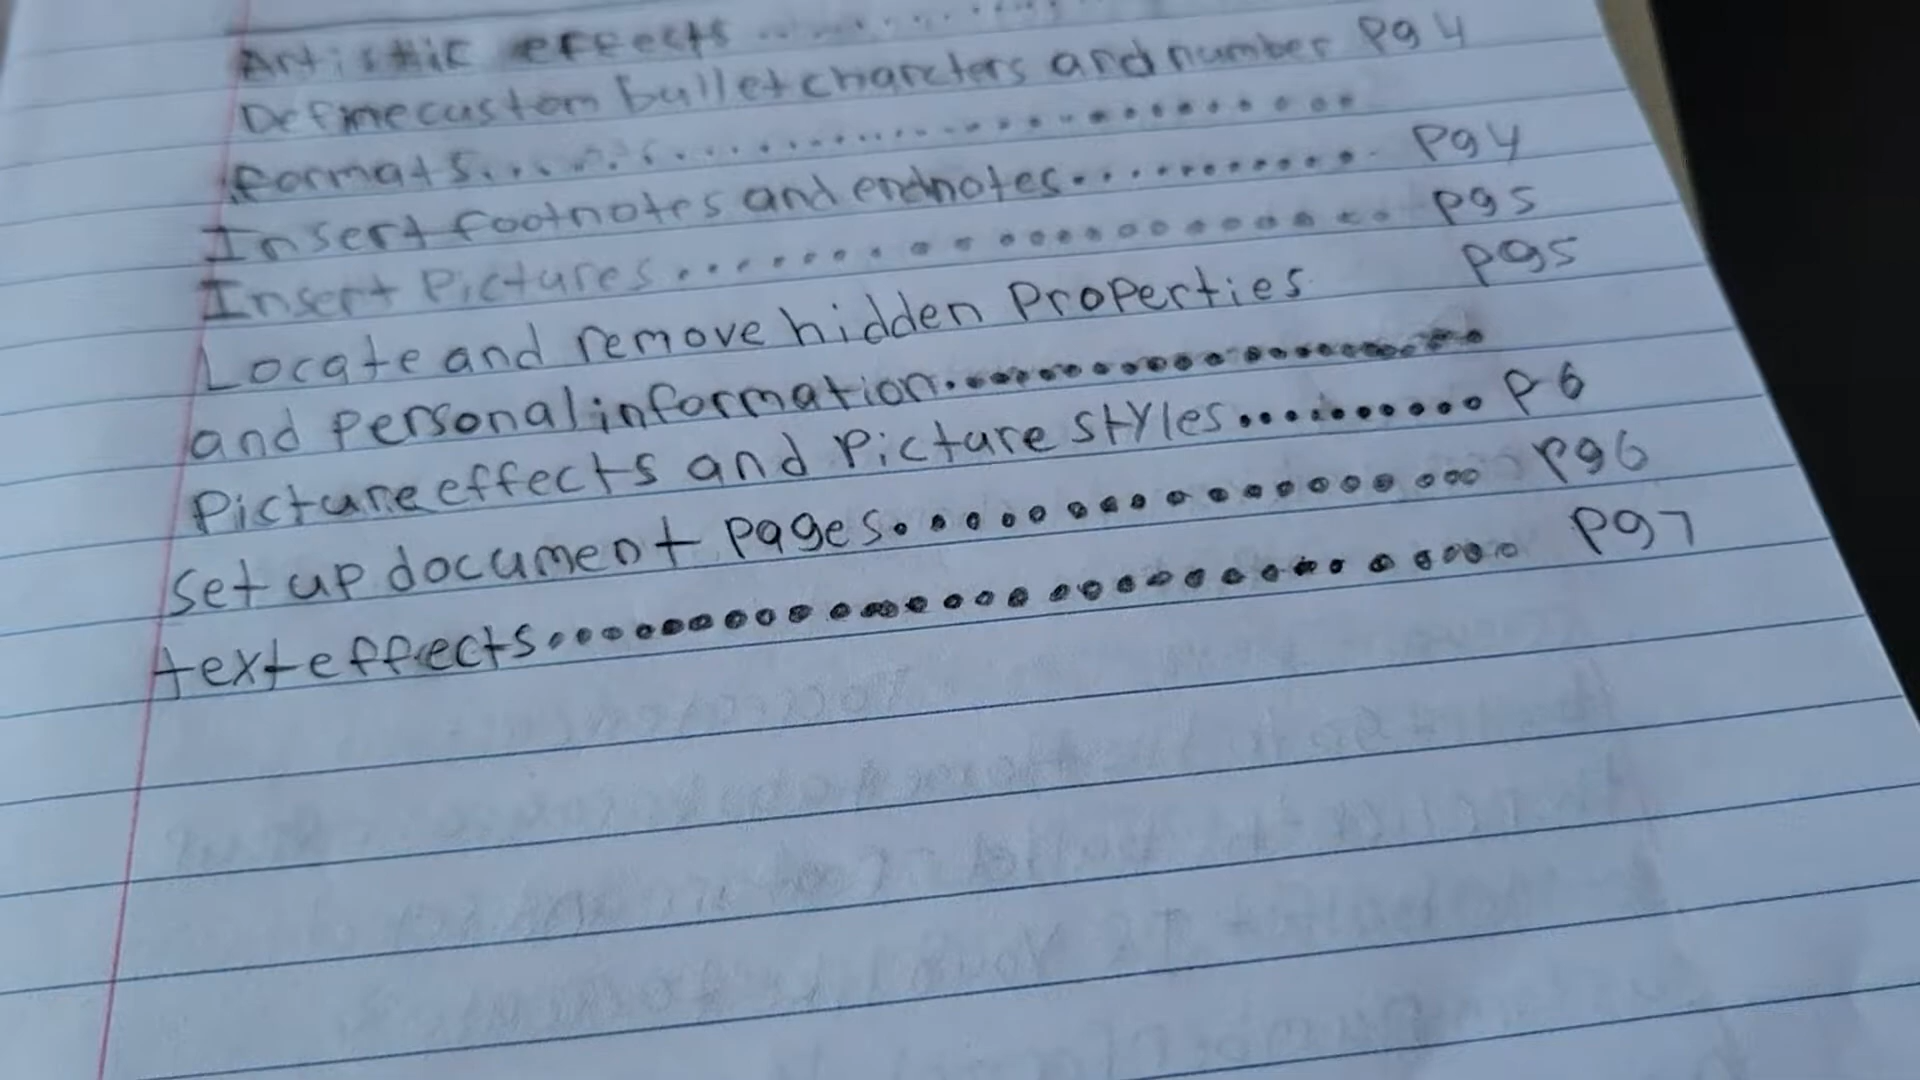 Artistic effects ............
Define custom bullet charcters and number pg 4
formats..............................
Insert footnotes and endnotes........... pg 4
Insert Pictures........................ pg 5
Locate and remove hidden Properties pg 5
and personal information.....................
Picture effects and Picture styles.......... P 6
set up document pages.................. pg 6
text effects.............................. pg 7